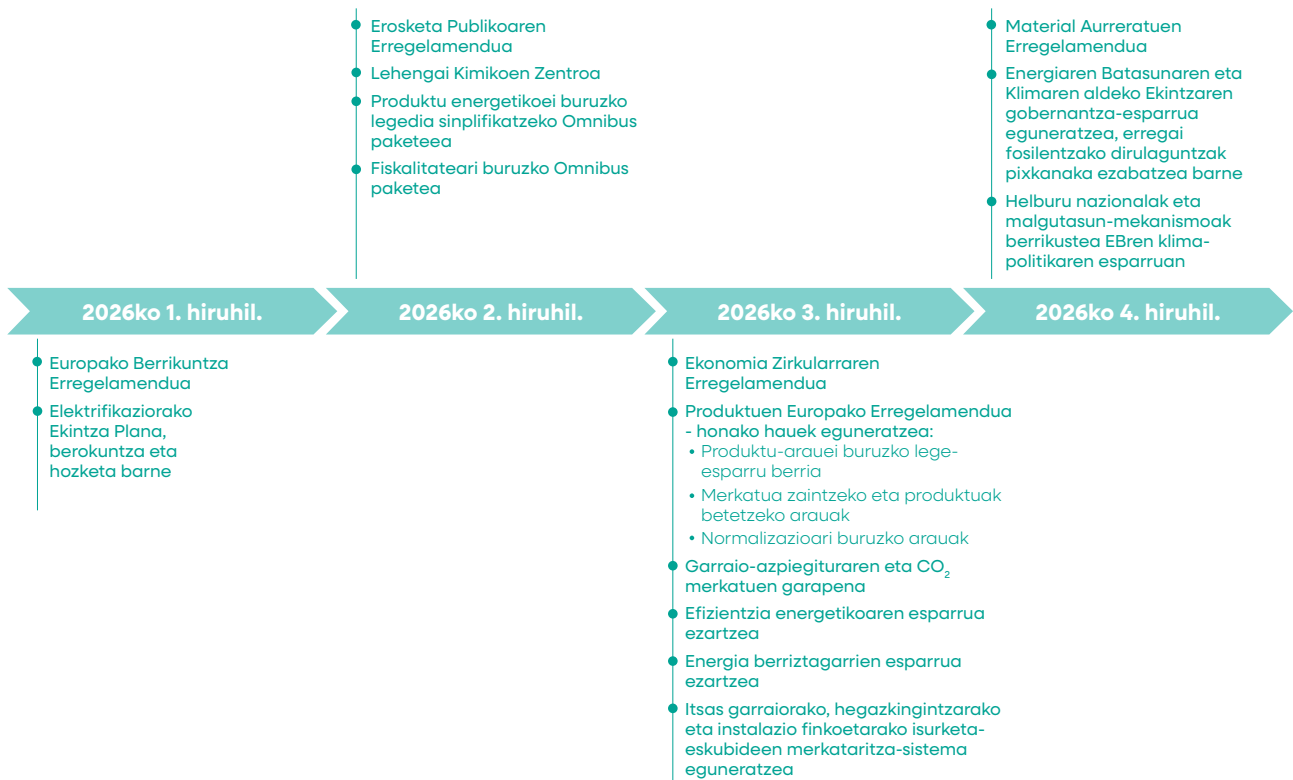 Erosketa Publikoaren
Erregelamendua
Lehengai Kimikoen Zentroa
Produktu energetikoei buruzko
legedia sinplifikatzeko Omnibus
paketeea
Fiskalitateari buruzko Omnibus
paketea
Material Aurreratuen
Erregelamendua
Energiaren Batasunaren eta
Klimaren aldeko Ekintzaren
gobernantza-esparrua
eguneratzea, erregai
fosilentzako dirulaguntzak
pixkanaka ezabatzea barne
Helburu nazionalak eta
malgutasun-mekanismoak
berrikustea EBren klima-
politikaren esparruan
2026ko 1. hiruhil.
2026ko 2. hiruhil.
2026ko 3. hiruhil.
2026ko 4. hiruhil.
Europako Berrikuntza
Erregelamendua
Elektrifikaziorako
Ekintza Plana,
berokuntza eta
hozketa barne
Ekonomia Zirkularraren
Erregelamendua
Produktuen Europako Erregelamendua
- honako hauek eguneratzea:
• Produktu-arauei buruzko lege-
esparru berria
• Merkatua zaintzeko eta produktuak
betetzeko arauak
• Normalizazioari buruzko arauak
Garraio-azpiegituraren eta CO₂
merkatuen garapena
Efizientzia energetikoaren esparrua
ezartzea
Energia berriztagarrien esparrua
ezartzea
Itsas garraiorako, hegazkingintzarako
eta instalazio finkoetarako isurketa-
eskubideen merkataritza-sistema
eguneratzea